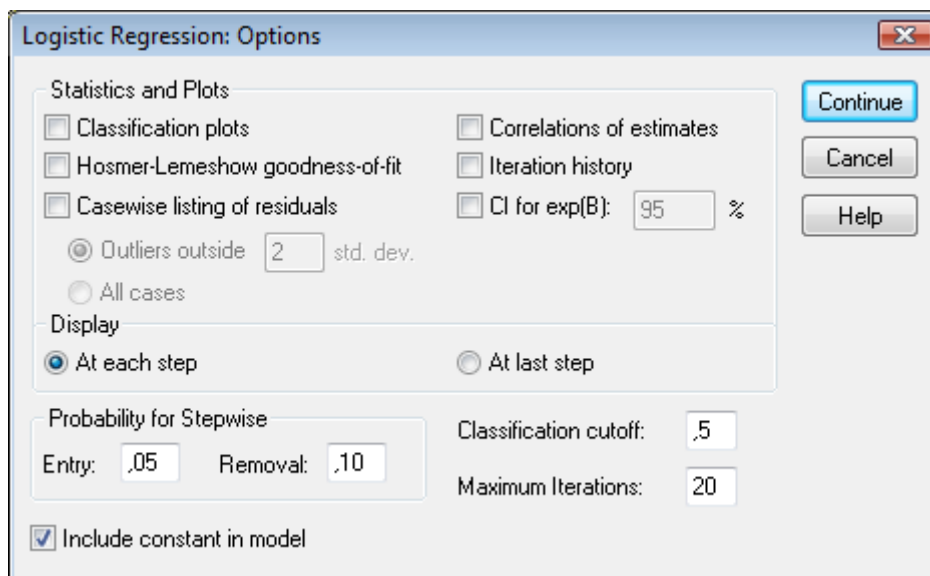 Logistic Regression: Options
Statistics and Plots
Classification plots
Correlations of estimates
Hosmer-Lemeshow goodness-of-fit
Iteration history
Casewise listing of residuals
CI for exp(B): 95 %
Outliers outside 2 std. dev.
All cases
Display
At each step
At last step
Probability for Stepwise
Entry: ,05 Removal: ,10
Classification cutoff: ,5
Maximum Iterations: 20
Include constant in model
Continue
Cancel
Help